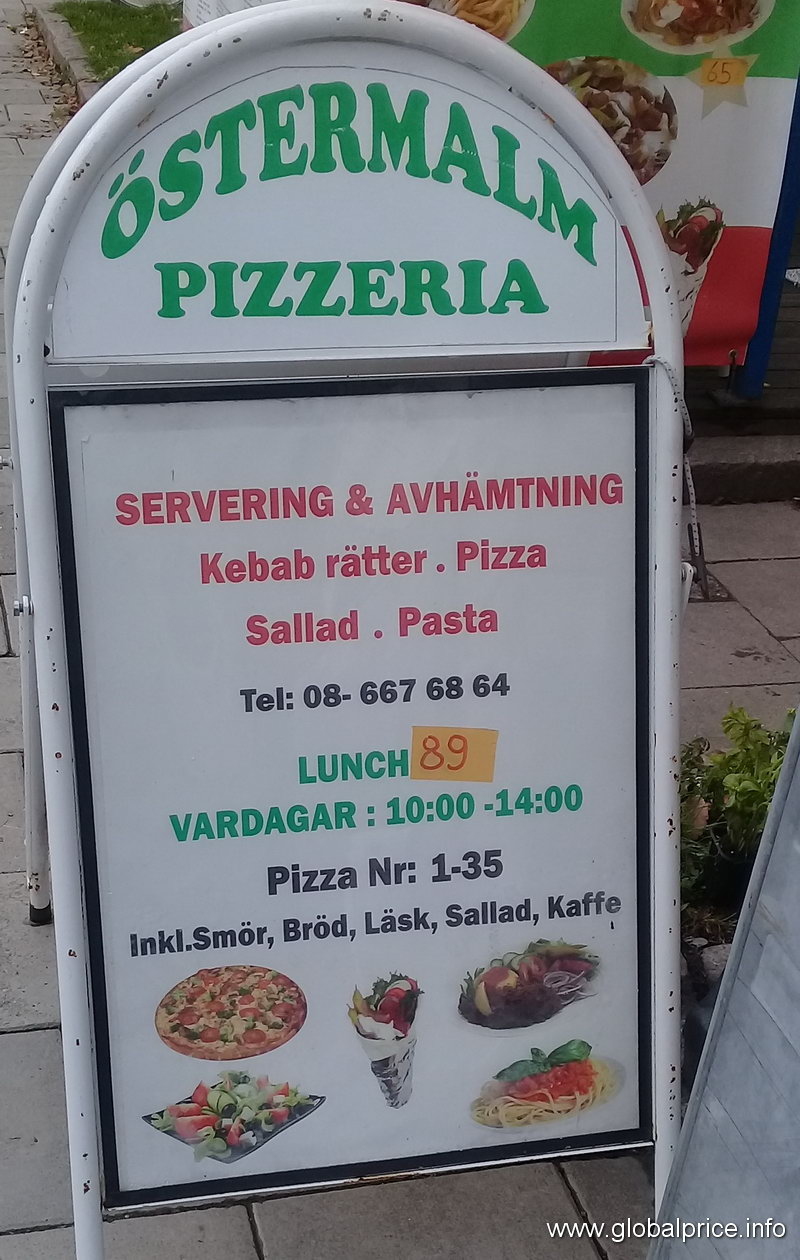 65
ÖSTERMALM
PIZZERIA
SERVERING & AVHÄMTNING
Kebab rätter . Pizza
Sallad . Pasta
Tel: 08- 667 68 64
LUNCH 89
VARDAGAR : 10:00 -14:00
Pizza Nr: 1-35
Inkl.Smör, Bröd, Läsk, Sallad, Kaffe
www.globalprice.info